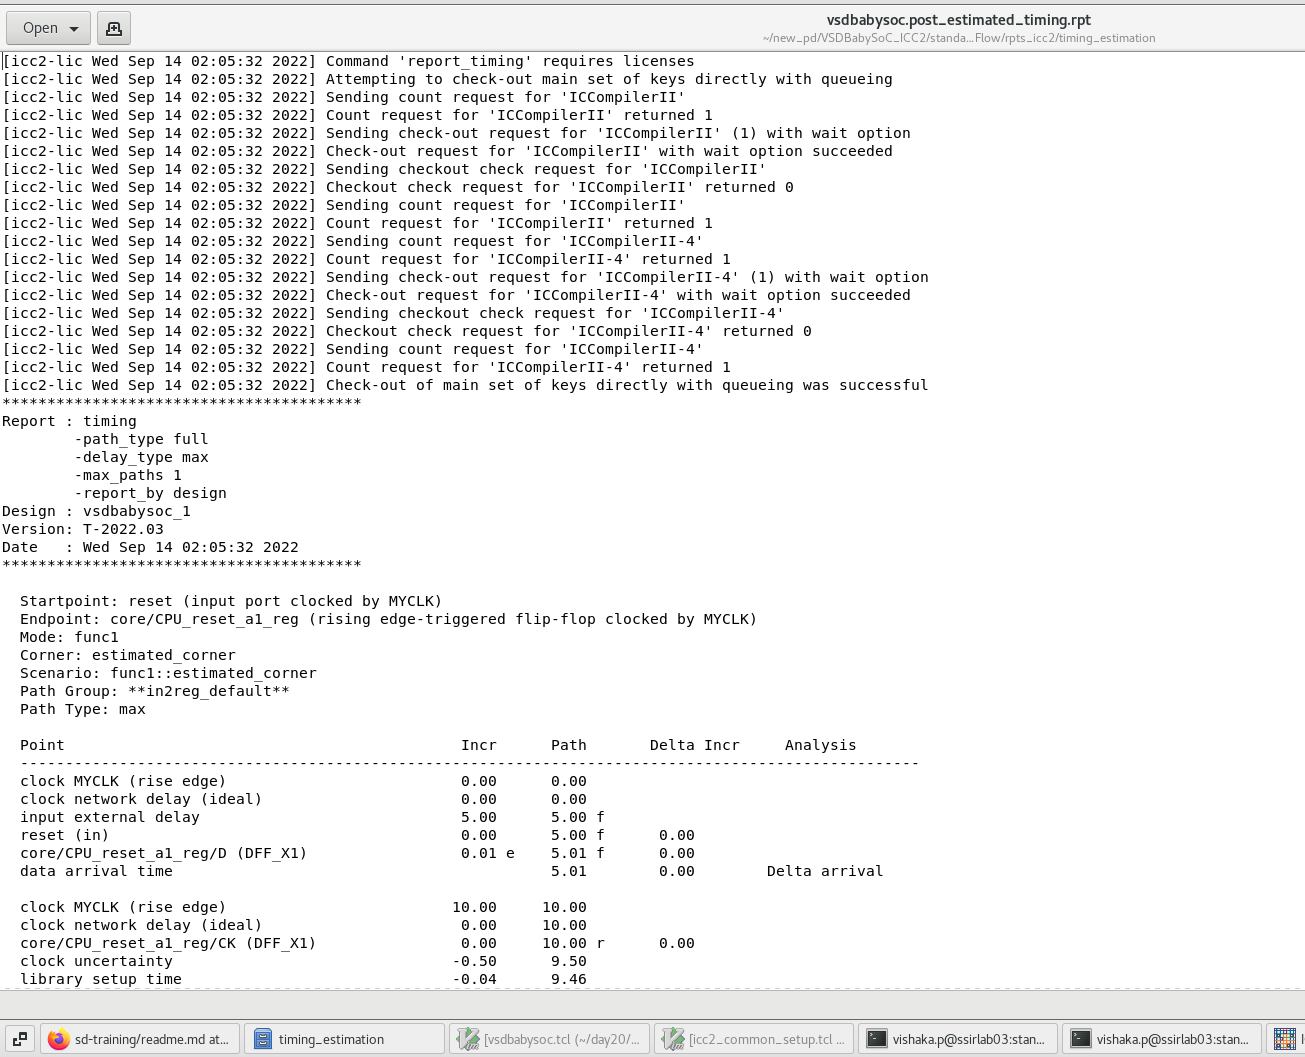 Open
vsdbabysoc.post_estimated_timing.rpt
~/new_pd/VSDBabySoC_ICC2/standa...Flow/rpts_icc2/timing_estimation
[icc2-lic Wed Sep 14 02:05:32 2022] Command 'report_timing' requires licenses
[icc2-lic Wed Sep 14 02:05:32 2022] Attempting to check-out main set of keys directly with queueing
[icc2-lic Wed Sep 14 02:05:32 2022] Sending count request for 'ICCompilerII'
[icc2-lic Wed Sep 14 02:05:32 2022] Count request for 'ICCompilerII' returned 1
[icc2-lic Wed Sep 14 02:05:32 2022] Sending check-out request for 'ICCompilerII' (1) with wait option
[icc2-lic Wed Sep 14 02:05:32 2022] Check-out request for 'ICCompilerII' with wait option succeeded
[icc2-lic Wed Sep 14 02:05:32 2022] Sending checkout check request for 'ICCompilerII'
[icc2-lic Wed Sep 14 02:05:32 2022] Checkout check request for 'ICCompilerII' returned 0
[icc2-lic Wed Sep 14 02:05:32 2022] Sending count request for 'ICCompilerII'
[icc2-lic Wed Sep 14 02:05:32 2022] Count request for 'ICCompilerII' returned 1
[icc2-lic Wed Sep 14 02:05:32 2022] Sending count request for 'ICCompilerII-4'
[icc2-lic Wed Sep 14 02:05:32 2022] Count request for 'ICCompilerII-4' returned 1
[icc2-lic Wed Sep 14 02:05:32 2022] Sending check-out request for 'ICCompilerII-4' (1) with wait option
[icc2-lic Wed Sep 14 02:05:32 2022] Check-out request for 'ICCompilerII-4' with wait option succeeded
[icc2-lic Wed Sep 14 02:05:32 2022] Sending checkout check request for 'ICCompilerII-4'
[icc2-lic Wed Sep 14 02:05:32 2022] Checkout check request for 'ICCompilerII-4' returned 0
[icc2-lic Wed Sep 14 02:05:32 2022] Sending count request for 'ICCompilerII-4'
[icc2-lic Wed Sep 14 02:05:32 2022] Count request for 'ICCompilerII-4' returned 1
[icc2-lic Wed Sep 14 02:05:32 2022] Check-out of main set of keys directly with queueing was successful
****************************************
Report : timing
        -path_type full
        -delay_type max
        -max_paths 1
        -report_by design
Design : vsdbabysoc_1
Version: T-2022.03
Date   : Wed Sep 14 02:05:32 2022
****************************************
  Startpoint: reset (input port clocked by MYCLK)
  Endpoint: core/CPU_reset_a1_reg (rising edge-triggered flip-flop clocked by MYCLK)
  Mode: func1
  Corner: estimated_corner
  Scenario: func1::estimated_corner
  Path Group: **in2reg_default**
  Path Type: max
  Point                                            Incr      Path       Delta Incr     Analysis
  ----------------------------------------------------------------------------------------------------
  clock MYCLK (rise edge)                          0.00      0.00
  clock network delay (ideal)                      0.00      0.00
  input external delay                             5.00      5.00 f
  reset (in)                                       0.00      5.00 f      0.00
  core/CPU_reset_a1_reg/D (DFF_X1)                 0.01 e    5.01 f      0.00
  data arrival time                                          5.01        0.00        Delta arrival
  clock MYCLK (rise edge)                         10.00     10.00
  clock network delay (ideal)                      0.00     10.00
  core/CPU_reset_a1_reg/CK (DFF_X1)                0.00     10.00 r      0.00
  clock uncertainty                               -0.50      9.50
  library setup time                              -0.04      9.46
sd-training/readme.md at...
timing_estimation
[vsdbabysoc.tcl (~/day20/...
[icc2_common_setup.tcl ...
vishaka.p@ssirlab03:stan...
vishaka.p@ssirlab03:stan...